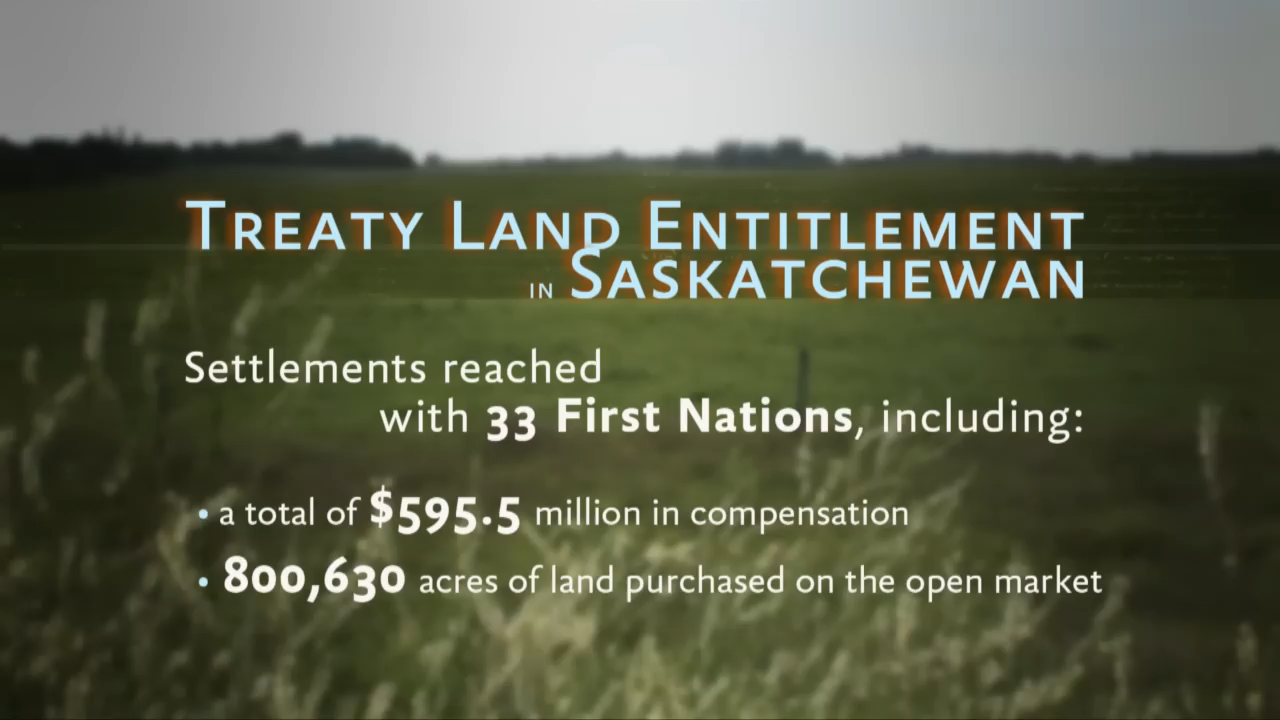 TREATY LAND ENTITLEMENT
IN SASKATCHEWAN
Settlements reached
with 33 First Nations, including:
• a total of $595.5 million in compensation
• 800,630 acres of land purchased on the open market